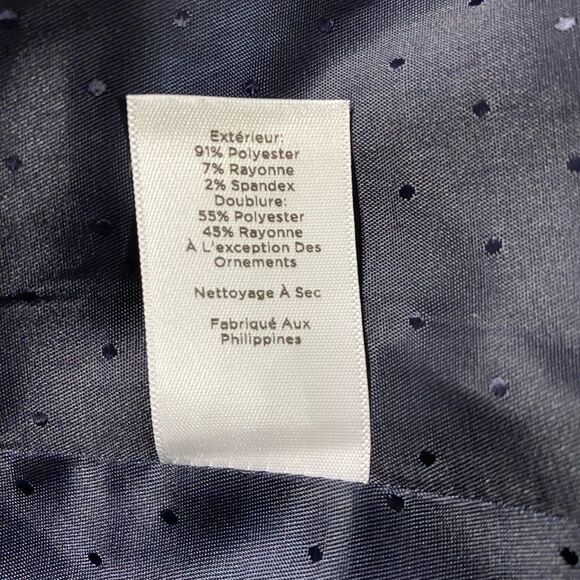 Extérieur:
91% Polyester
7% Rayonne
2% Spandex
Doublure:
55% Polyester
45% Rayonne
À L'exception Des
Ornements
Nettoyage À Sec
Fabriqué Aux
Philippines